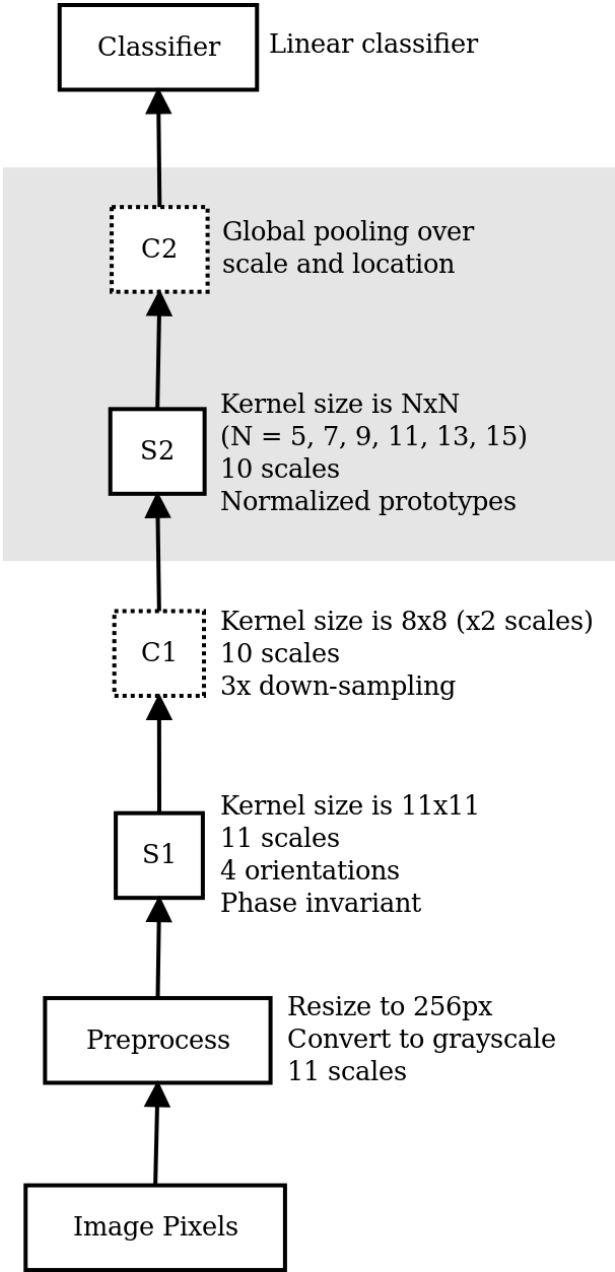 Classifier
Linear classifier
C2
Global pooling over
scale and location
S2
Kernel size is NxN
(N = 5, 7, 9, 11, 13, 15)
10 scales
Normalized prototypes
C1
Kernel size is 8x8 (x2 scales)
10 scales
3x down-sampling
S1
Kernel size is 11x11
11 scales
4 orientations
Phase invariant
Preprocess
Resize to 256px
Convert to grayscale
11 scales
Image Pixels